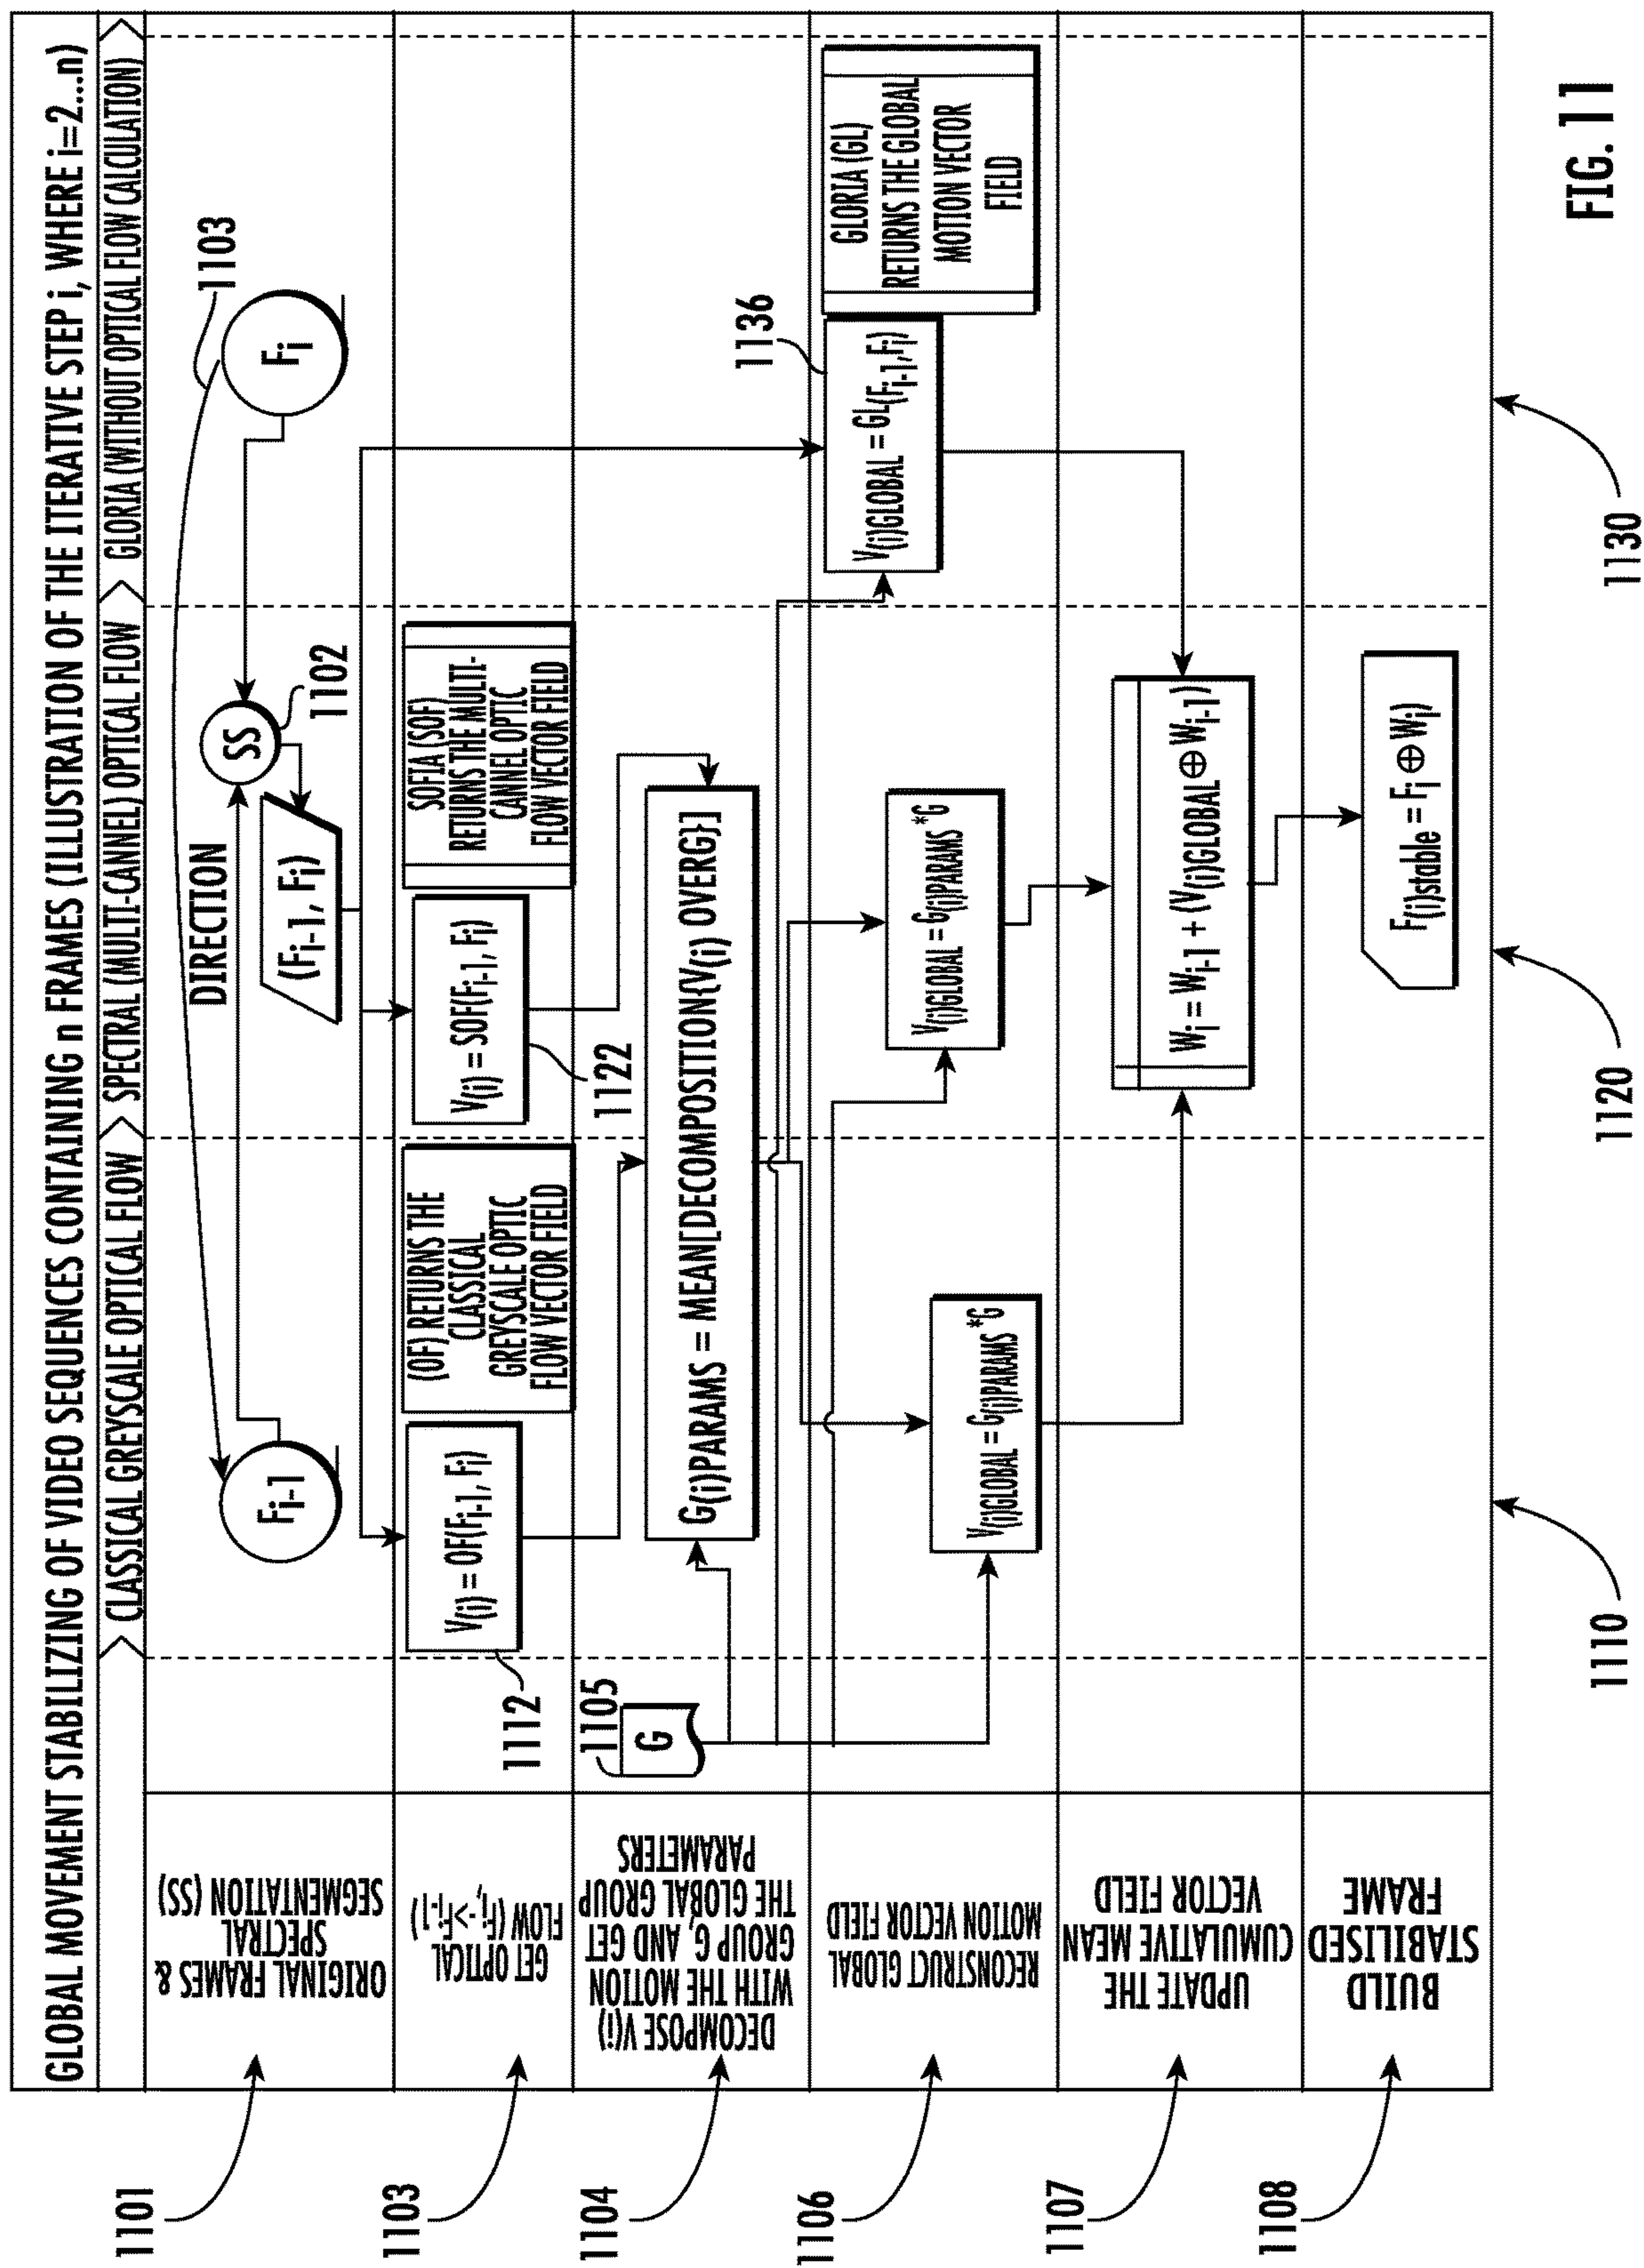 GLOBAL MOVEMENT STABILIZING OF VIDEO SEQUENCES CONTAINING n FRAMES (ILLUSTRATION OF THE ITERATIVE STEP i, WHERE i=2...n)
CLASSICAL GREYSCALE OPTICAL FLOW
SPECTRAL (MULTI-CANNEL) OPTICAL FLOW
GLORIA (WITHOUT OPTICAL FLOW CALCULATION)
1101
ORIGINAL FRAMES &
SPECTRAL
SEGMENTATION (SS)
Fi-1
DIRECTION
SS
1102
(Fi-1, Fi)
1103
Fi
1103
GET OPTICAL
FLOW (Fi,->Fi-1)
V(i) = OF(Fi-1, Fi)
1112
(OF) RETURNS THE
CLASSICAL
GREYSCALE OPTIC
FLOW VECTOR FIELD
V(i) = SOF(Fi-1, Fi)
1122
SOFIA (SOF)
RETURNS THE MULTI-
CANNEL OPTIC
FLOW VECTOR FIELD
1104
DECOMPOSE V(i)
WITH THE MOTION
GROUP G, AND GET
THE GLOBAL GROUP
PARAMETERS
1105
G
G(i)PARAMS = MEAN[DECOMPOSITION{V(i) OVERG}]
1106
RECONSTRUCT GLOBAL
MOTION VECTOR FIELD
V(i)GLOBAL = G(i)PARAMS*G
V(i)GLOBAL = G(i)PARAMS*G
V(i)GLOBAL = GL(Fi-1, Fi)
1136
GLORIA (GL)
RETURNS THE GLOBAL
MOTION VECTOR
FIELD
1107
UPDATE THE
CUMULATIVE MEAN
VECTOR FIELD
Wi = Wi-1 + (V(i)GLOBAL ⊕ Wi-1)
1108
BUILD
STABILISED
FRAME
F(i)stable = Fi ⊕ Wi)
1110
1120
1130
FIG. 11